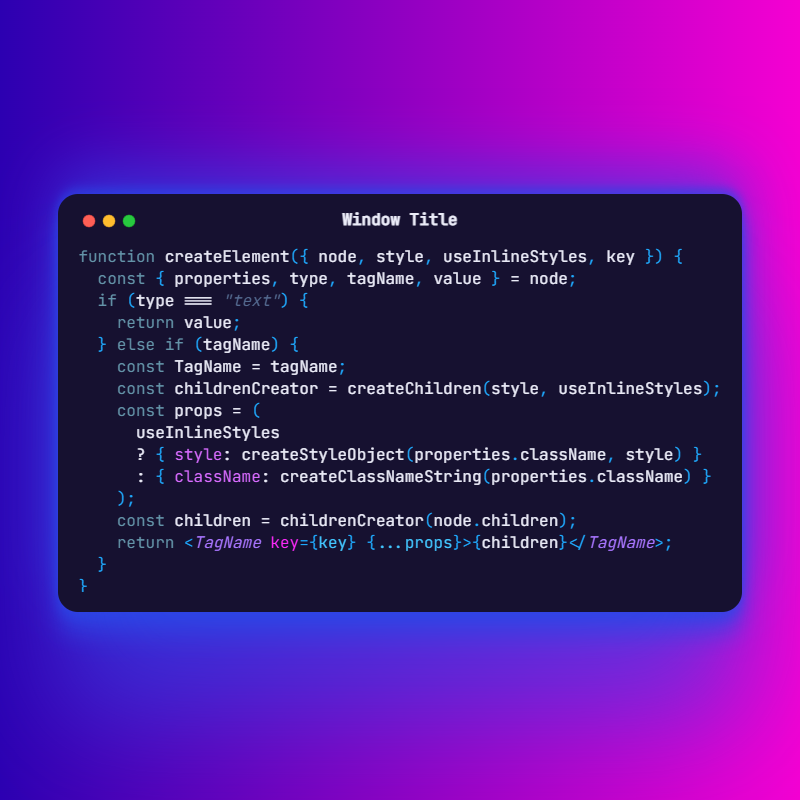 Window Title
function createElement({ node, style, useInlineStyles, key }) {
  const { properties, type, tagName, value } = node;
  if (type === "text") {
    return value;
  } else if (tagName) {
    const TagName = tagName;
    const childrenCreator = createChildren(style, useInlineStyles);
    const props = (
      useInlineStyles
      ? { style: createStyleObject(properties.className, style) }
      : { className: createClassNameString(properties.className) }
    );
    const children = childrenCreator(node.children);
    return <TagName key={key} {...props}>{children}</TagName>;
  }
}